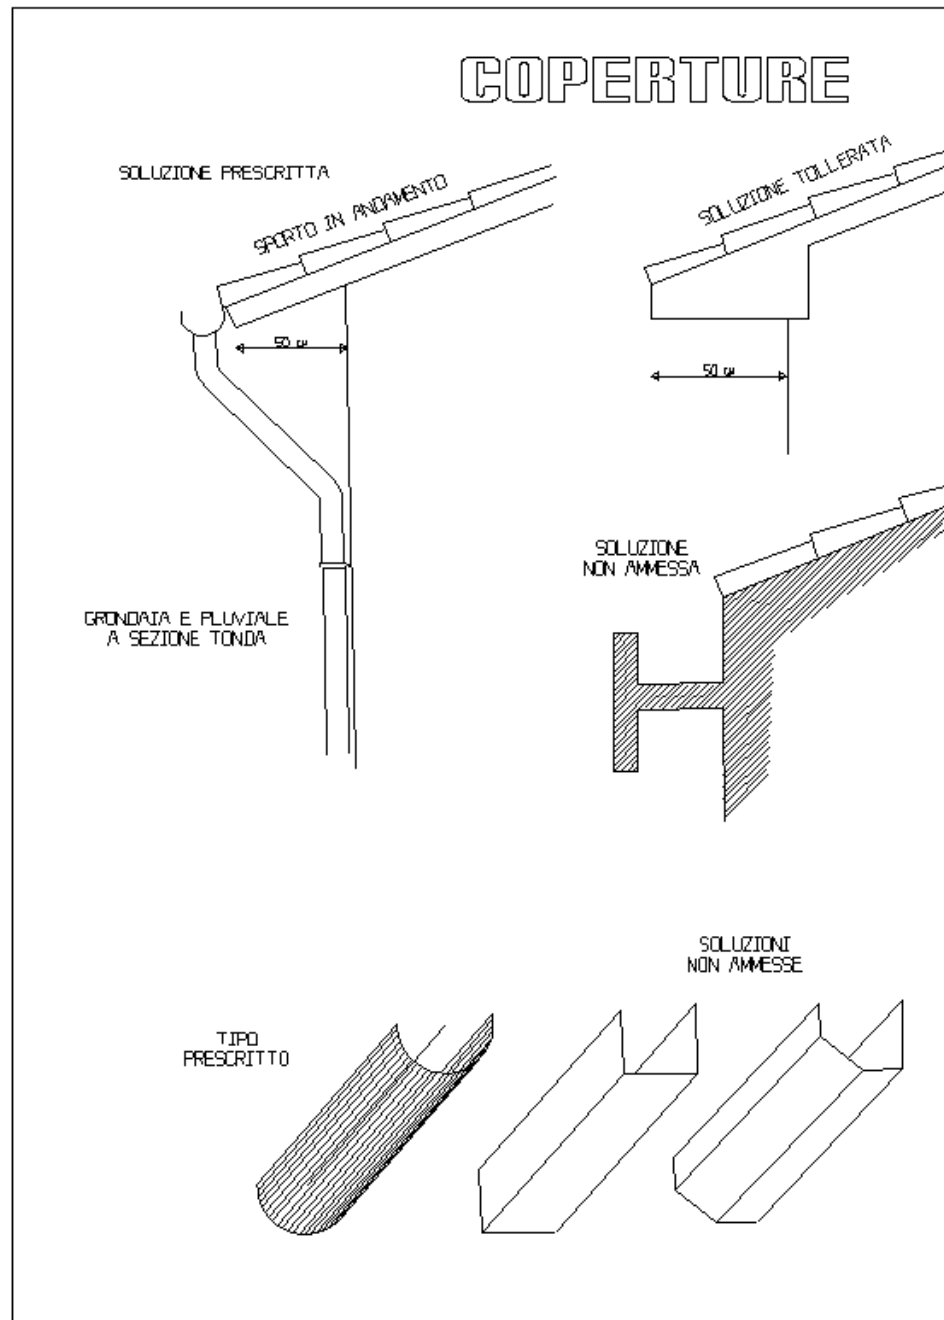 COPERTURE
SOLUZIONE PRESCRITTA
SPORTO IN ANDAMENTO
SOLUZIONE TOLLERATA
50 cm
50 cm
SOLUZIONE
NON AMMESSA
GRONDAIA E PLUVIALE
A SEZIONE TONDA
SOLUZIONI
NON AMMESSE
TIPO
PRESCRITTO